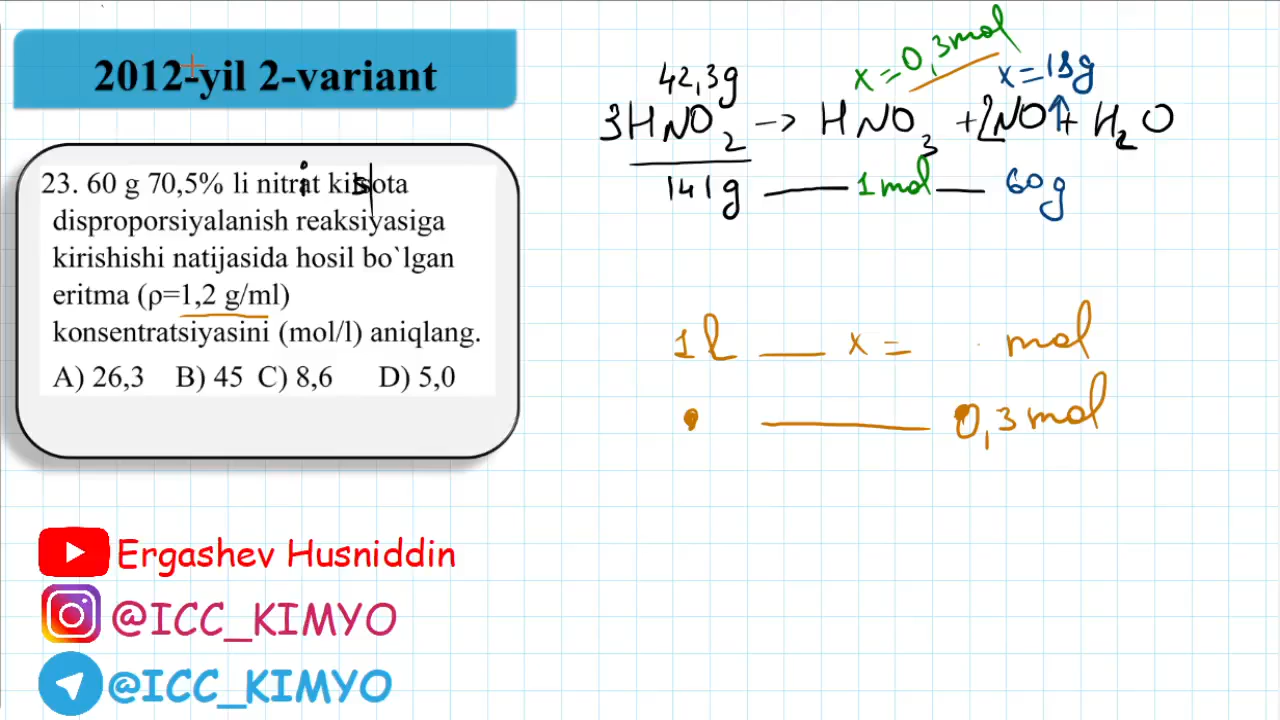 2012-yil 2-variant
23. 60 g 70,5% li nitrit kislota
disproporsiyalanish reaksiyasiga
kirishishi natijasida hosil bo`lgan
eritma (ρ=1,2 g/ml)
konsentratsiyasini (mol/l) aniqlang.
A) 26,3 B) 45 C) 8,6 D) 5,0
42,3g x=0,3mol x=18g
3HNO2 -> HNO3 + 2NO↑ + H2O
141g — 1mol — 60g
1l — x = mol
— 0,3mol
Ergashev Husniddin
@ICC_KIMYO
@ICC_KIMYO